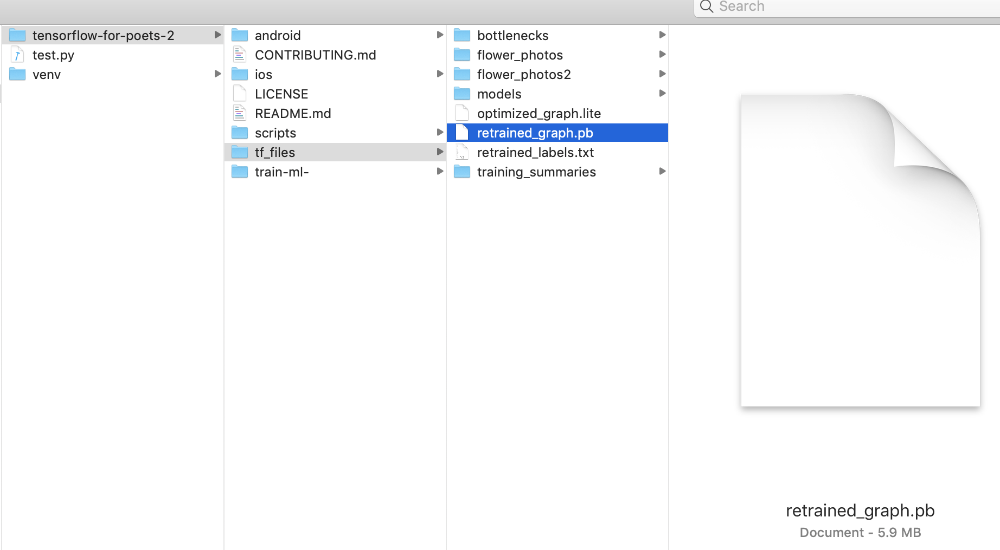 Search
tensorflow-for-poets-2
test.py
venv
android
CONTRIBUTING.md
ios
LICENSE
README.md
scripts
tf_files
train-ml-
bottlenecks
flower_photos
flower_photos2
models
optimized_graph.lite
retrained_graph.pb
retrained_labels.txt
training_summaries
retrained_graph.pb
Document - 5.9 MB